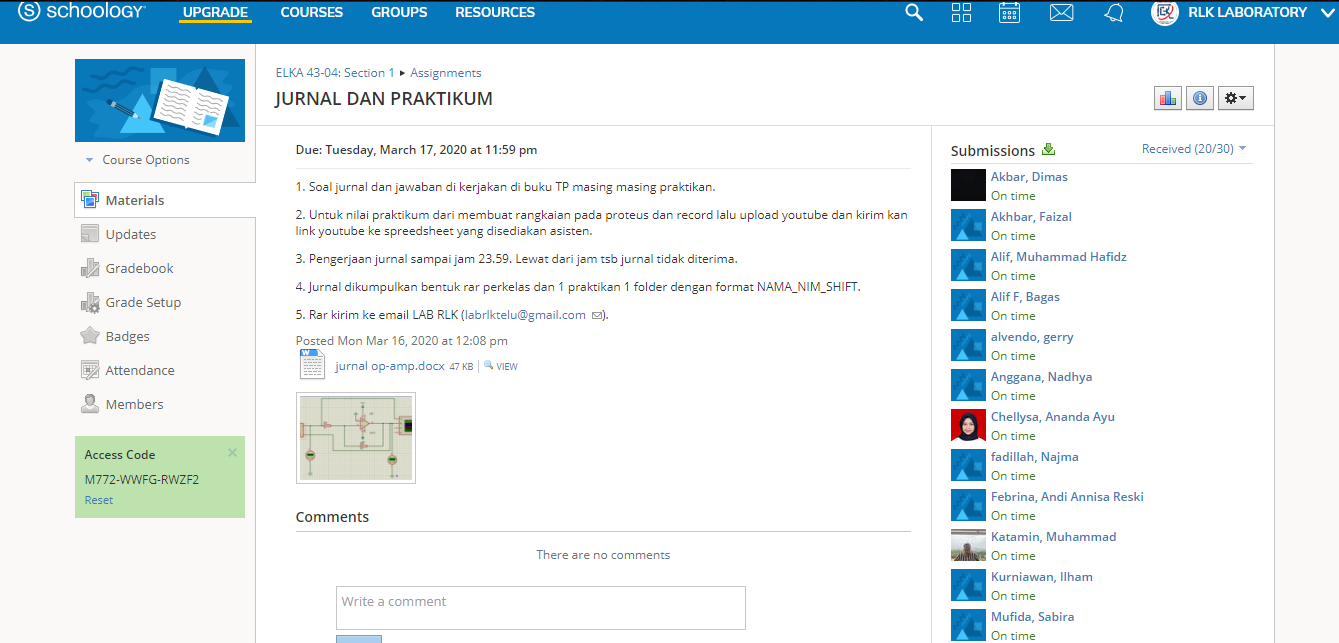 S schoology
UPGRADE COURSES GROUPS RESOURCES
RLK LABORATORY
Course Options
Materials
Updates
Gradebook
Grade Setup
Badges
Attendance
Members
Access Code
M772-WWFG-RWZF2
Reset
ELKA 43-04: Section 1 ▸ Assignments
JURNAL DAN PRAKTIKUM
Due: Tuesday, March 17, 2020 at 11:59 pm
1. Soal jurnal dan jawaban di kerjakan di buku TP masing masing praktikan.
2. Untuk nilai praktikum dari membuat rangkaian pada proteus dan record lalu upload youtube dan kirim kan
link youtube ke spreedsheet yang disediakan asisten.
3. Pengerjaan jurnal sampai jam 23.59. Lewat dari jam tsb jurnal tidak diterima.
4. Jurnal dikumpulkan bentuk rar perkelas dan 1 praktikan 1 folder dengan format NAMA_NIM_SHIFT.
5. Rar kirim ke email LAB RLK (labrlktelu@gmail.com ).
Posted Mon Mar 16, 2020 at 12:08 pm
jurnal op-amp.docx 47 KB | VIEW
Comments
There are no comments
Write a comment
Submissions
Received (20/30)
Akbar, Dimas
On time
Akhbar, Faizal
On time
Alif, Muhammad Hafidz
On time
Alif F, Bagas
On time
alvendo, gerry
On time
Anggana, Nadhya
On time
Chellysa, Ananda Ayu
On time
fadillah, Najma
On time
Febrina, Andi Annisa Reski
On time
Katamin, Muhammad
On time
Kurniawan, Ilham
On time
Mufida, Sabira
On time